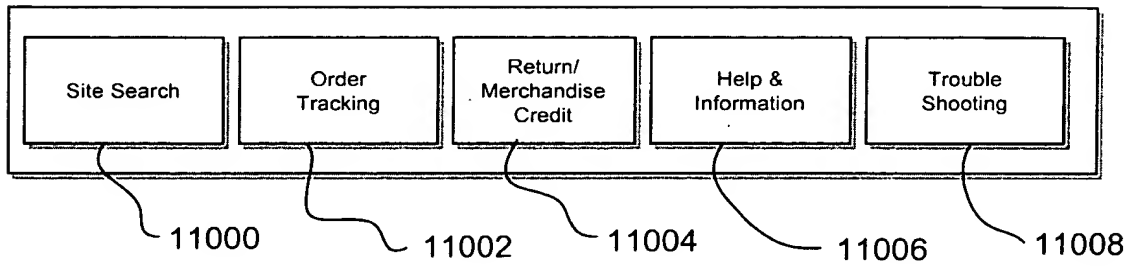 Site Search
Order
Tracking
Return/
Merchandise
Credit
Help &
Information
Trouble
Shooting
11000
11002
11004
11006
11008